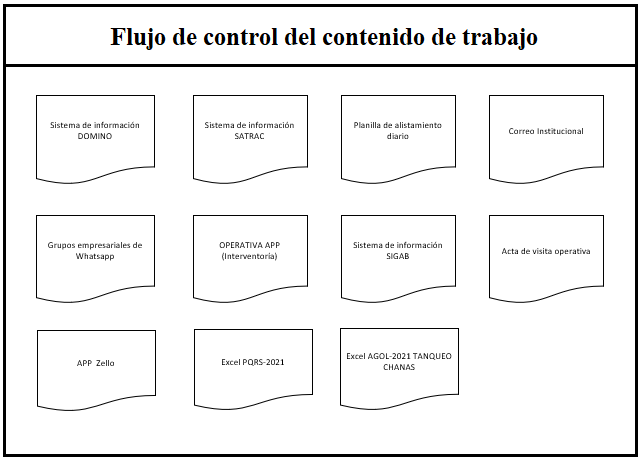 Flujo de control del contenido de trabajo
Sistema de información
DOMINO
Sistema de información
SATRAC
Planilla de alistamiento
diario
Correo Institucional
Grupos empresariales de
Whatsapp
OPERATIVA APP
(Interventoría)
Sistema de información
SIGAB
Acta de visita operativa
APP Zello
Excel PQRS-2021
Excel AGOL-2021 TANQUEO
CHANAS